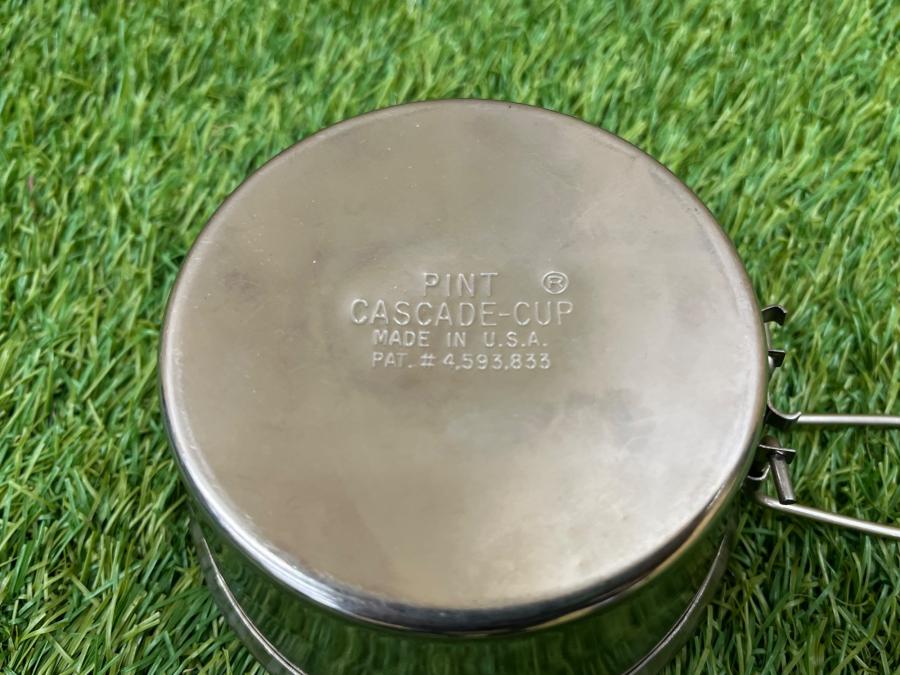 PINT ®
CASCADE-CUP
MADE IN U.S.A.
PAT. # 4,593,833